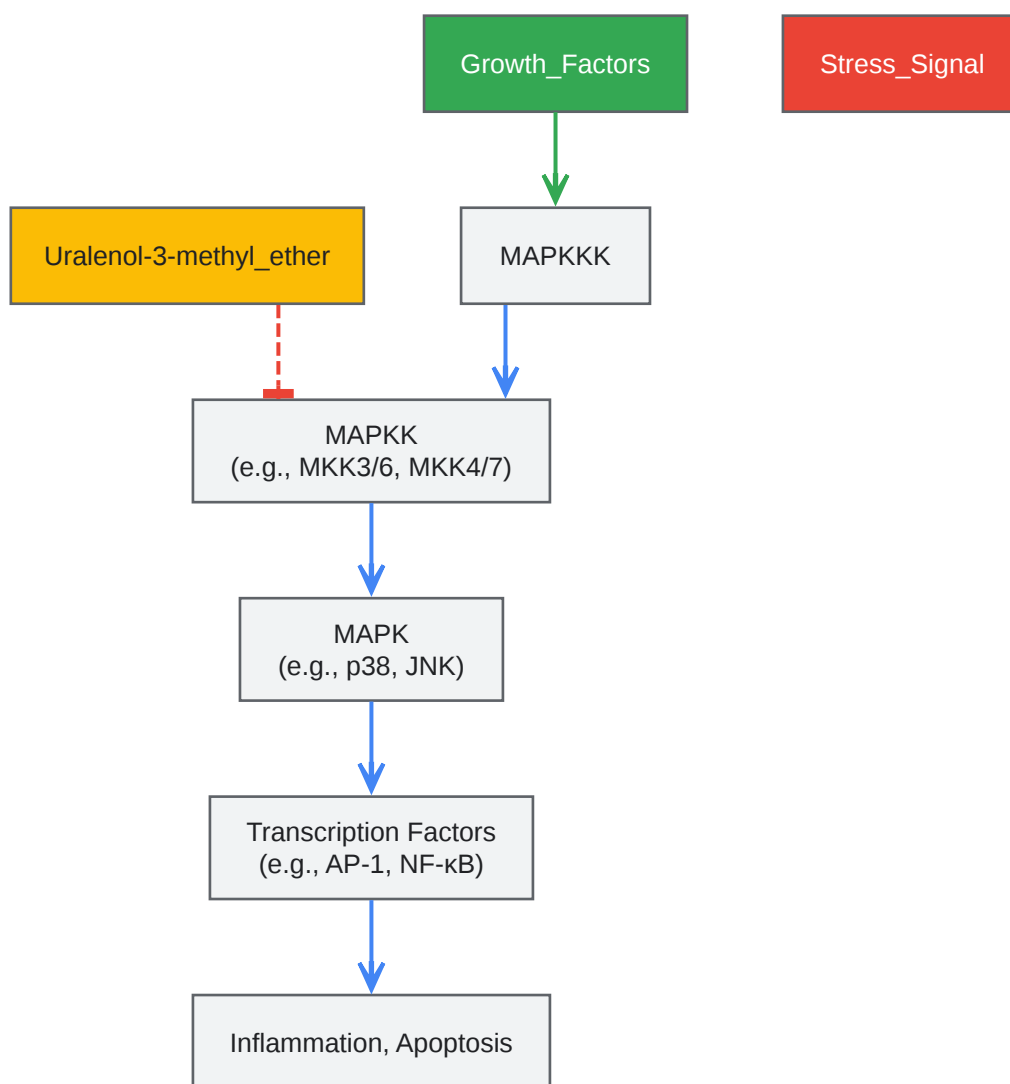 Growth_Factors
Stress_Signal
Uralenol-3-methyl_ether
MAPKKK
MAPKK
(e.g., MKK3/6, MKK4/7)
MAPK
(e.g., p38, JNK)
Transcription Factors
(e.g., AP-1, NF-κB)
Inflammation, Apoptosis